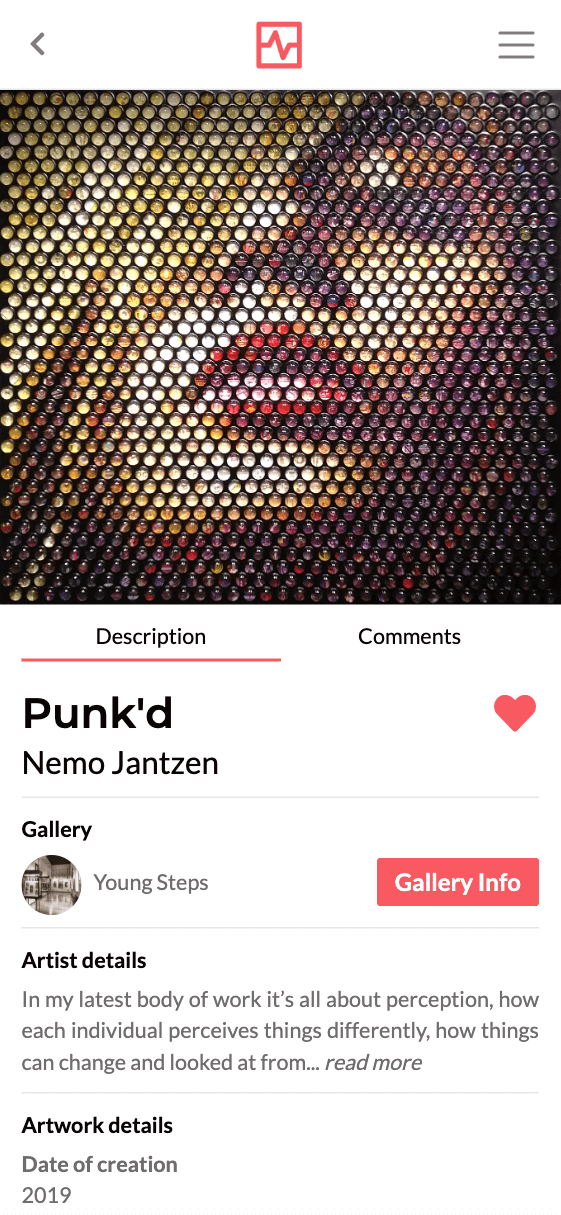 Description
Comments
Punk'd
Nemo Jantzen
Gallery
Young Steps
Gallery Info
Artist details
In my latest body of work it’s all about perception, how
each individual perceives things differently, how things
can change and looked at from... read more
Artwork details
Date of creation
2019